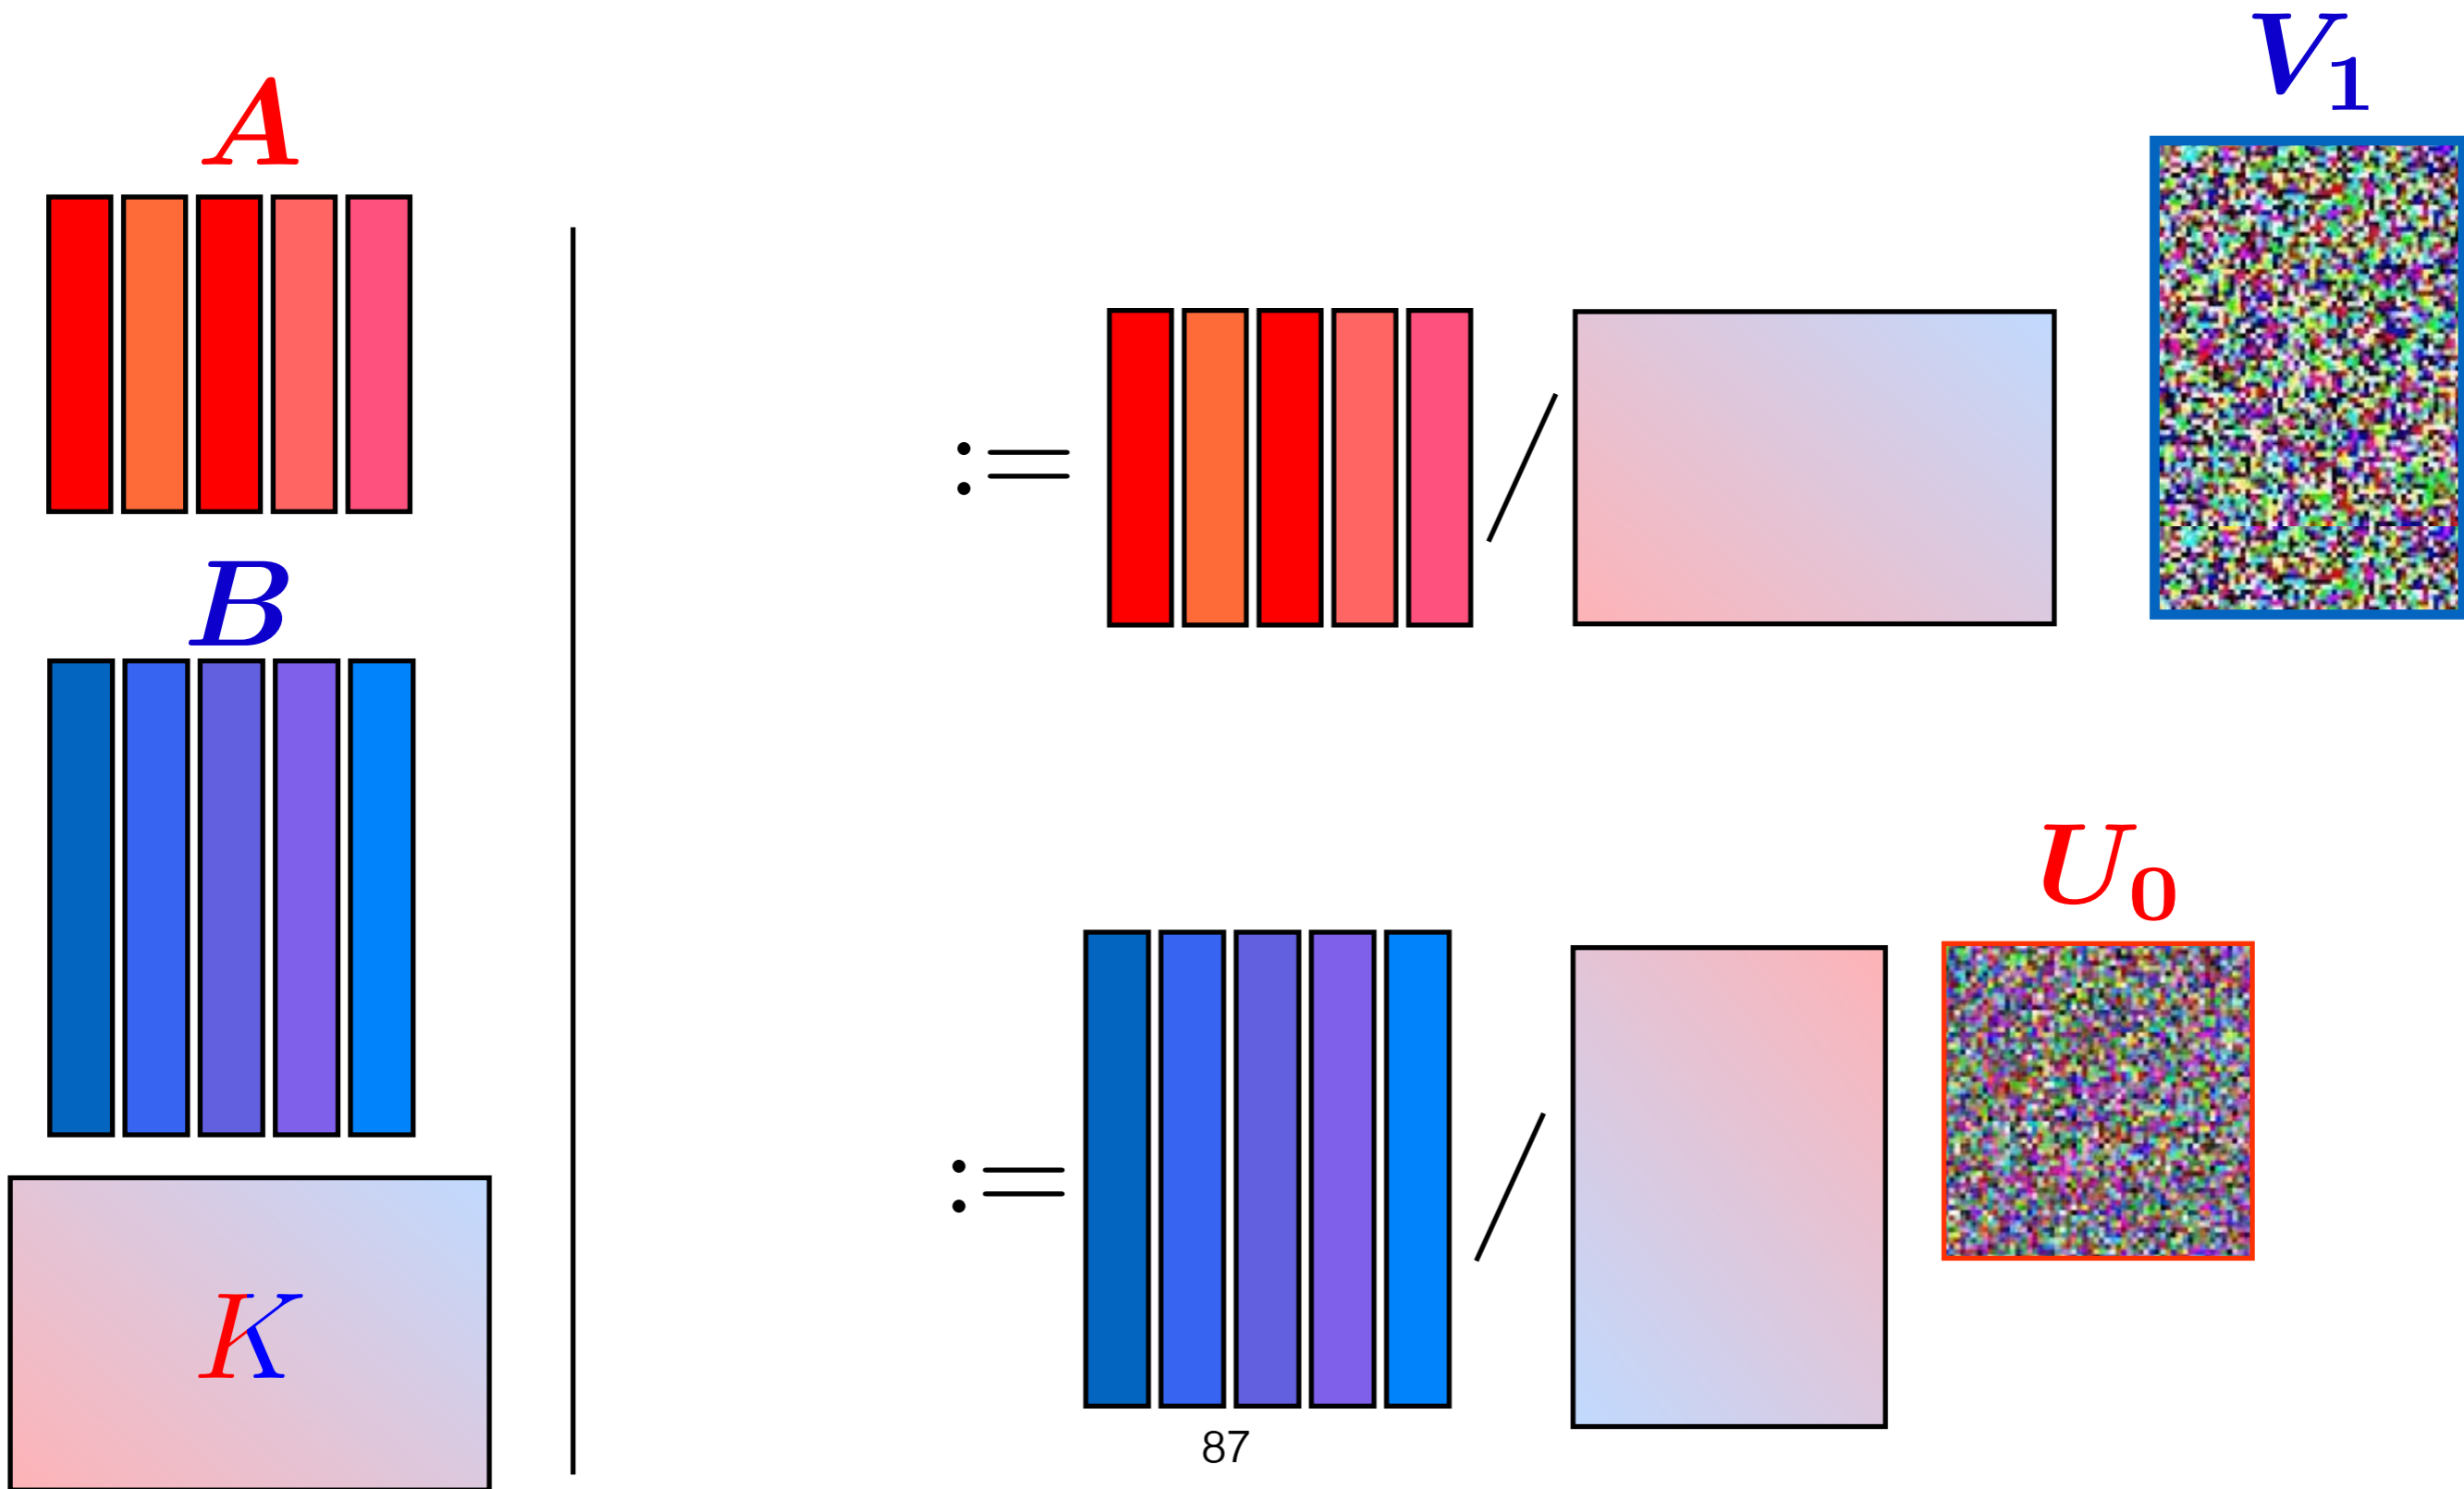 A
B
K
:= /
V₁
:= /
U₀
87